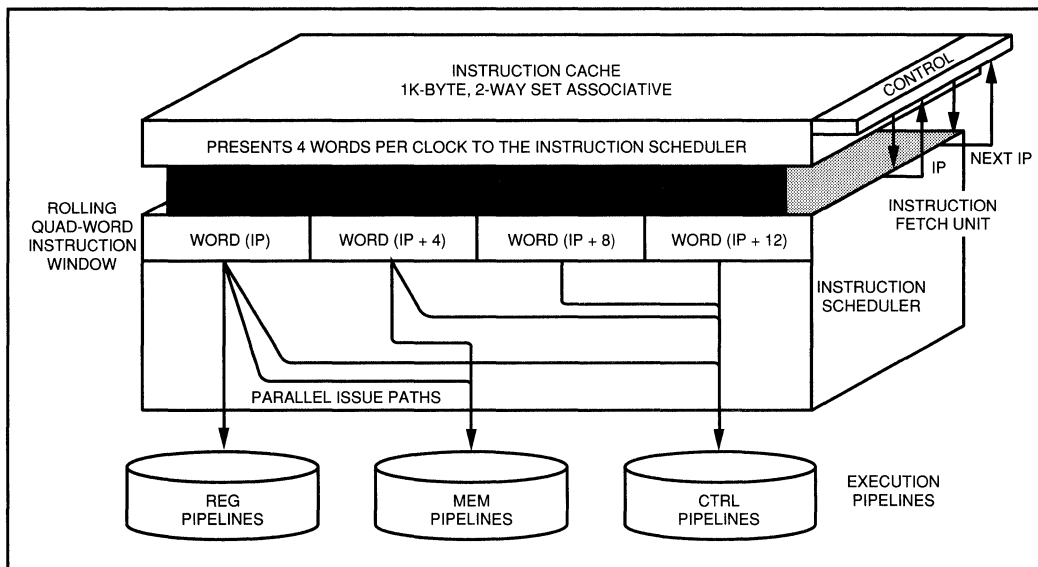 INSTRUCTION CACHE
1K-BYTE, 2-WAY SET ASSOCIATIVE
CONTROL
PRESENTS 4 WORDS PER CLOCK TO THE INSTRUCTION SCHEDULER
NEXT IP
IP
INSTRUCTION
FETCH UNIT
ROLLING
QUAD-WORD
INSTRUCTION
WINDOW
WORD (IP)
WORD (IP + 4)
WORD (IP + 8)
WORD (IP + 12)
INSTRUCTION
SCHEDULER
PARALLEL ISSUE PATHS
REG
PIPELINES
MEM
PIPELINES
CTRL
PIPELINES
EXECUTION
PIPELINES